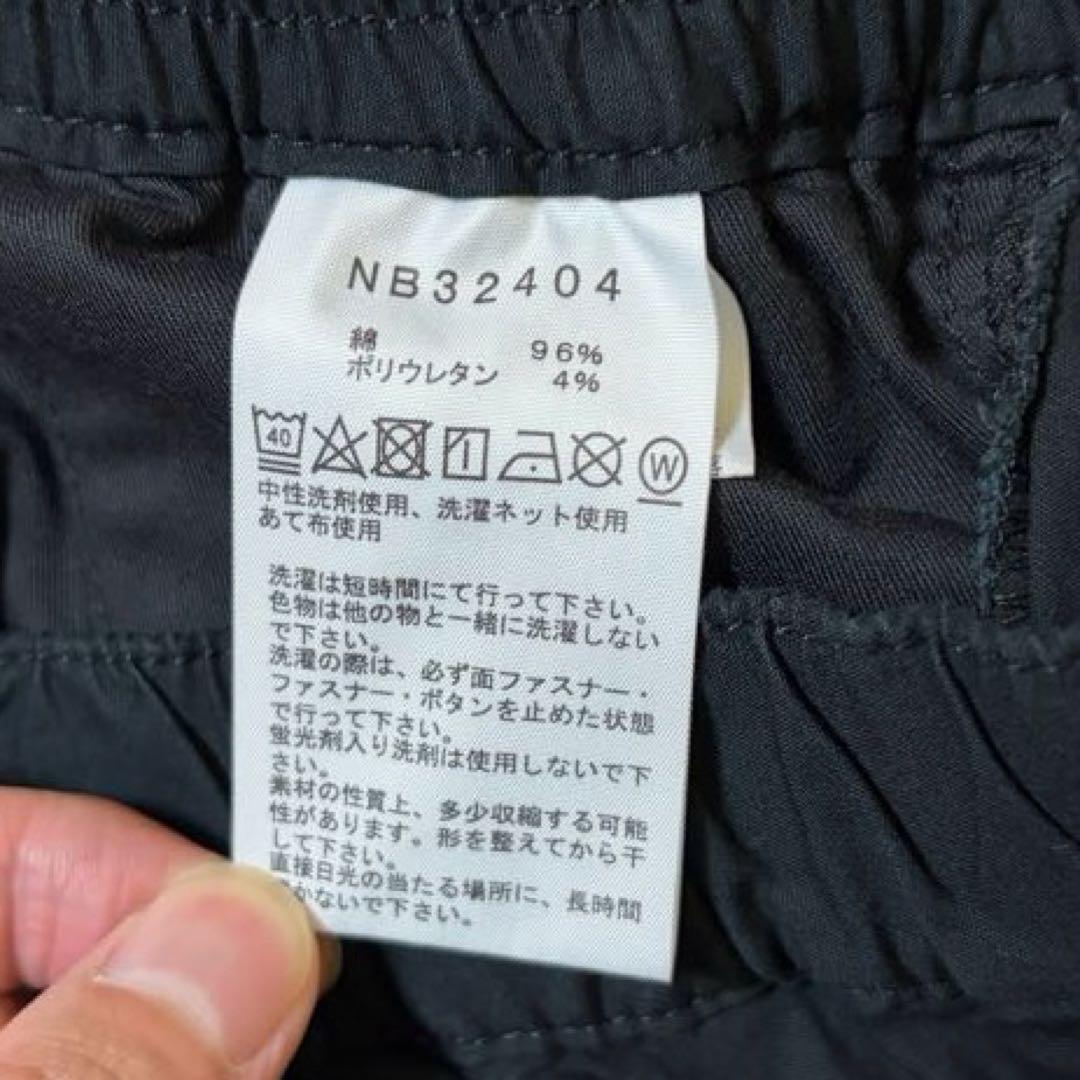 NB32404
綿 96%
ポリウレタン 4%
40 W
中性洗剤使用、洗濯ネット使用
あて布使用
洗濯は短時間にて行って下さい。
色物は他の物と一緒に洗濯しない
で下さい。
洗濯の際は、必ず面ファスナー・
ファスナー・ボタンを止めた状態
で行って下さい。
蛍光剤入り洗剤は使用しないで下
さい。
素材の性質上、多少収縮する可能
性があります。形を整えてから干
して下さい。
直接日光の当たる場所に、長時間
かないで下さい。